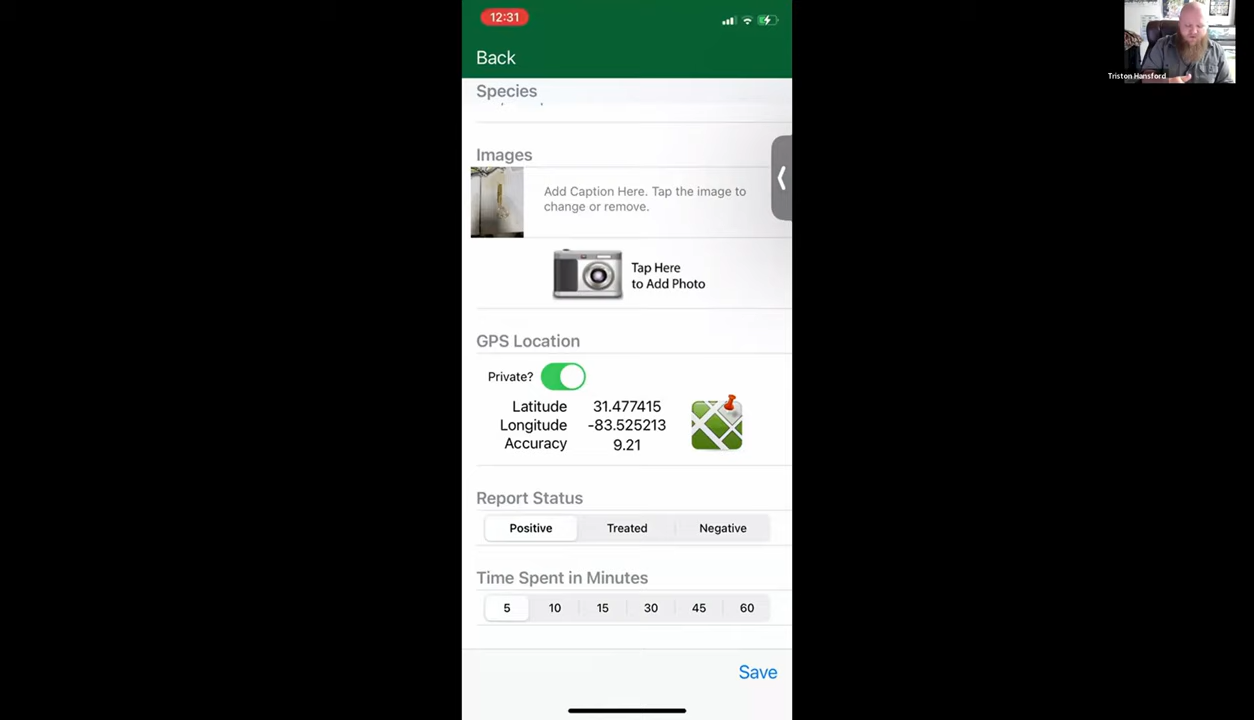 12:31
Back
Species
Images
Add Caption Here. Tap the image to
change or remove.
Tap Here
to Add Photo
GPS Location
Private?
Latitude 31.477415
Longitude -83.525213
Accuracy 9.21
Report Status
Positive Treated Negative
Time Spent in Minutes
5 10 15 30 45 60
Save
Triston Hansford